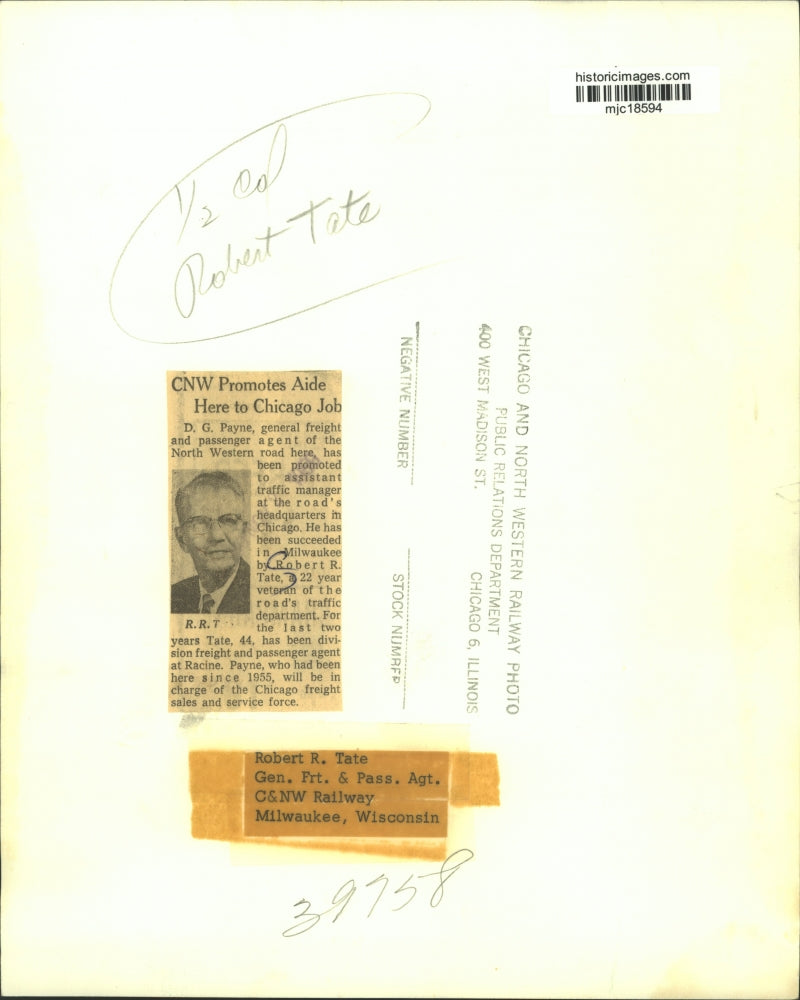 historicimages.com
mjc18594
1/2 Col
Robert Tate
CNW Promotes Aide
Here to Chicago Job
D. G. Payne, general freight
and passenger agent of the
North Western road here, has
been promoted
to assistant
traffic manager
at the road's
headquarters in
Chicago. He has
been succeeded
in Milwaukee
by Robert R.
Tate, a 22 year
veteran of the
road's traffic
department. For
the last two
R. R. T
years Tate, 44, has been divi-
sion freight and passenger agent
at Racine. Payne, who had been
here since 1955, will be in
charge of the Chicago freight
sales and service force.
CHICAGO AND NORTH WESTERN RAILWAY PHOTO
PUBLIC RELATIONS DEPARTMENT
400 WEST MADISON ST. CHICAGO 6, ILLINOIS
NEGATIVE NUMBER STOCK NUMBER
Robert R. Tate
Gen. Frt. & Pass. Agt.
C&NW Railway
Milwaukee, Wisconsin
39758